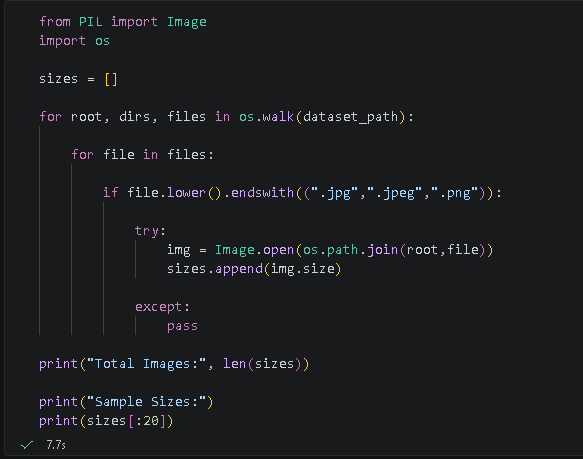 from PIL import Image
import os
sizes = []
for root, dirs, files in os.walk(dataset_path):
for file in files:
if file.lower().endswith((".jpg",".jpeg",".png")):
try:
img = Image.open(os.path.join(root,file))
sizes.append(img.size)
except:
pass
print("Total Images:", len(sizes))
print("Sample Sizes:")
print(sizes[:20])
7.7s